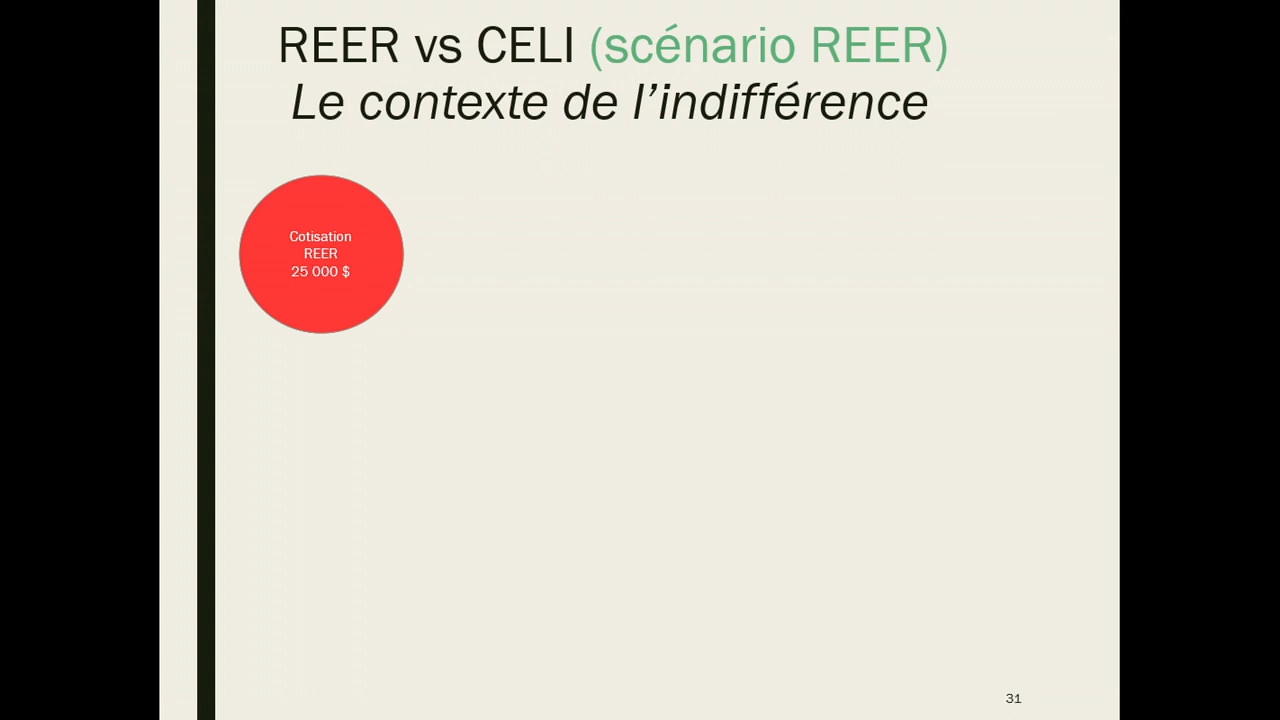 REER vs CELI (scénario REER)
Le contexte de l’indifférence
Cotisation
REER
25 000 $
31